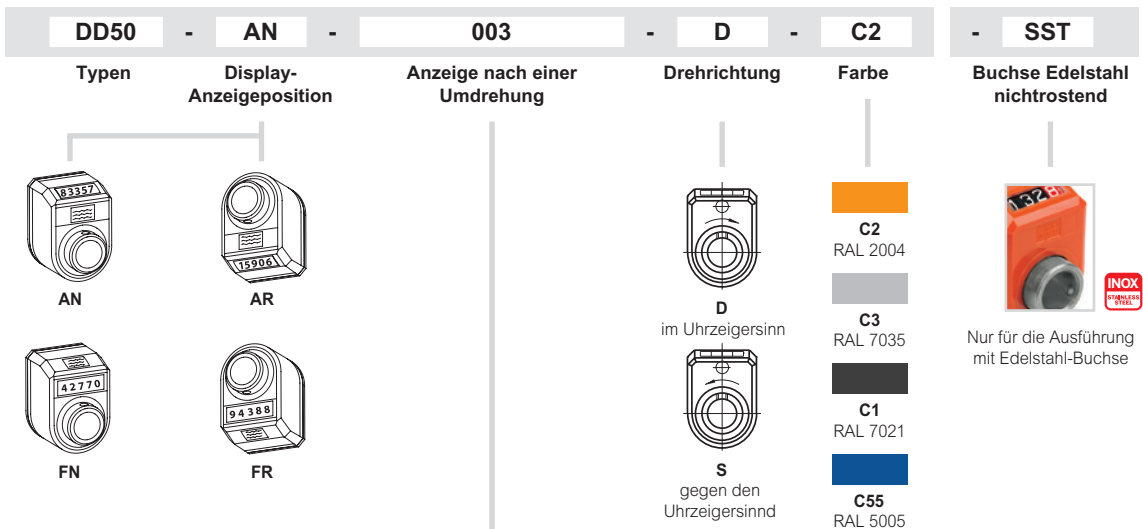 DD50 - AN - 003 - D - C2 - SST
Typen
Display-
Anzeigeposition
Anzeige nach einer
Umdrehung
Drehrichtung
Farbe
Buchse Edelstahl
nichtrostend
83357
AN
15906
AR
42770
FN
94388
FR
D
im Uhrzeigersinn
S
gegen den
Uhrzeigersinnd
C2
RAL 2004
C3
RAL 7035
C1
RAL 7021
C55
RAL 5005
1328
INOX
STAINLESS
STEEL
Nur für die Ausführung
mit Edelstahl-Buchse